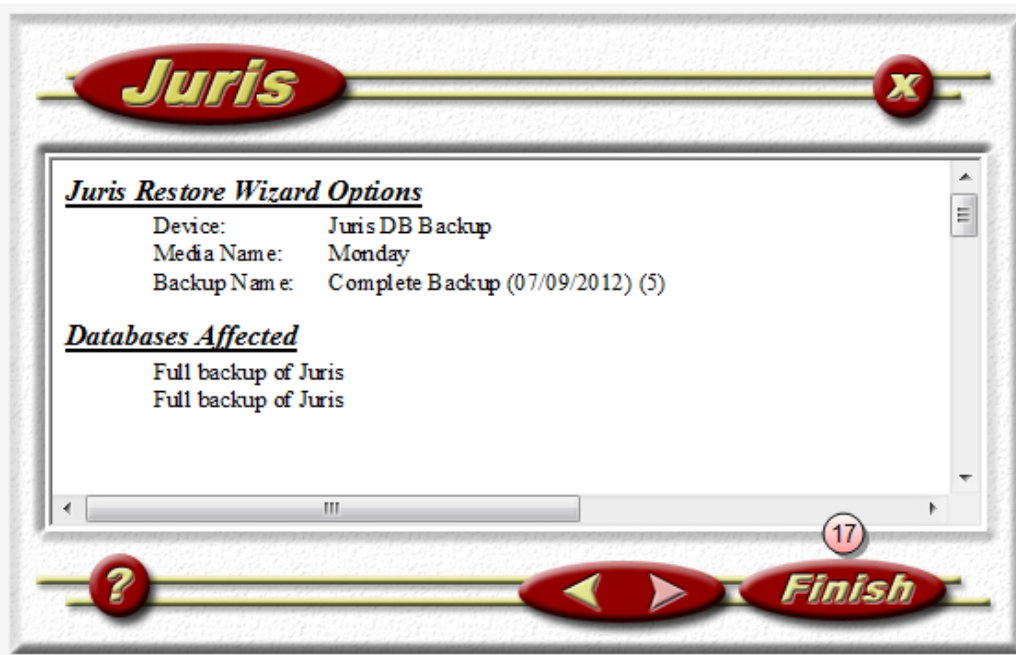 Juris
X
Juris Restore Wizard Options
Device: Juris DB Backup
Media Name: Monday
Backup Name: Complete Backup (07/09/2012) (5)
Databases Affected
Full backup of Juris
Full backup of Juris
17
?
Finish